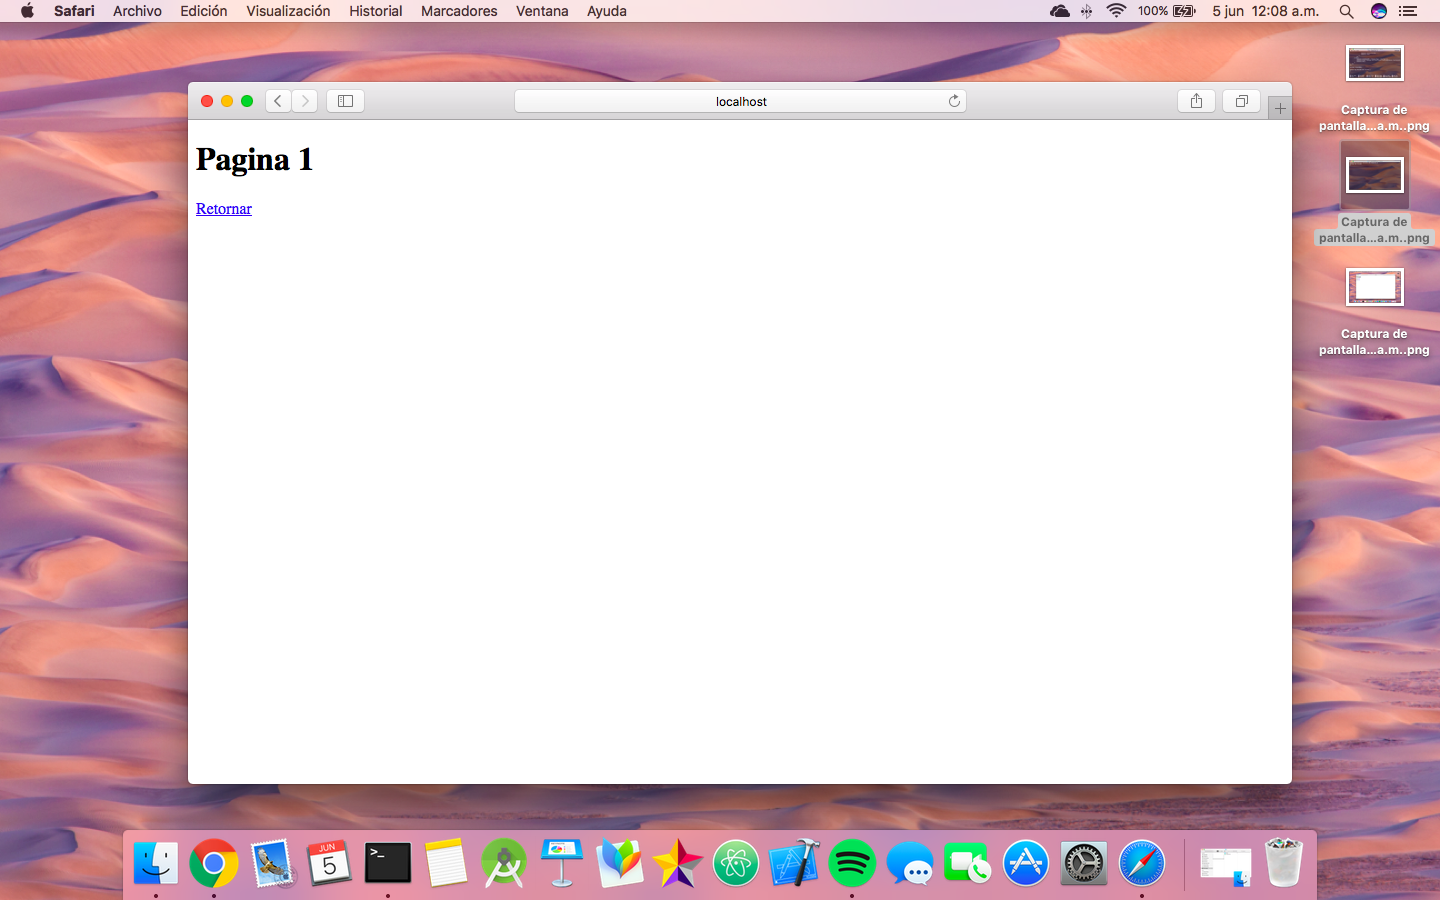 Safari Archivo Edición Visualización Historial Marcadores Ventana Ayuda 100% 5 jun 12:08 a.m.
localhost
Pagina 1
Retornar
Captura de
pantalla...a.m..png
Captura de
pantalla...a.m..png
Captura de
pantalla...a.m..png
JUN
5
>_